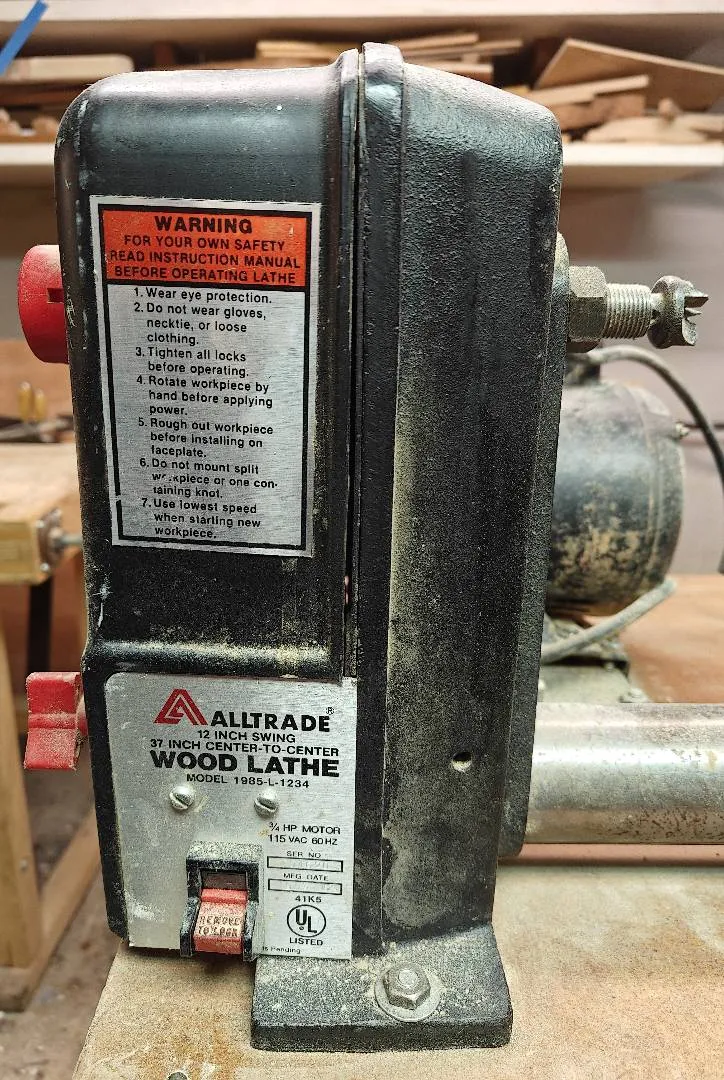 WARNING
FOR YOUR OWN SAFETY
READ INSTRUCTION MANUAL
BEFORE OPERATING LATHE
1. Wear eye protection.
2. Do not wear gloves,
necktie, or loose
clothing.
3. Tighten all locks
before operating.
4. Rotate workpiece by
hand before applying
power.
5. Rough out workpiece
before installing on
faceplate.
6. Do not mount split
workpiece or one con-
taining knot.
7. Use lowest speed
when starting new
workpiece.
ALLTRADE®
12 INCH SWING
37 INCH CENTER-TO-CENTER
WOOD LATHE
MODEL 1985-L-1234
3/4 HP MOTOR
115 VAC 60HZ
SER. NO.
MFG. DATE
41K5
UL
LISTED
REMOVE
TO LOCK
is Pending